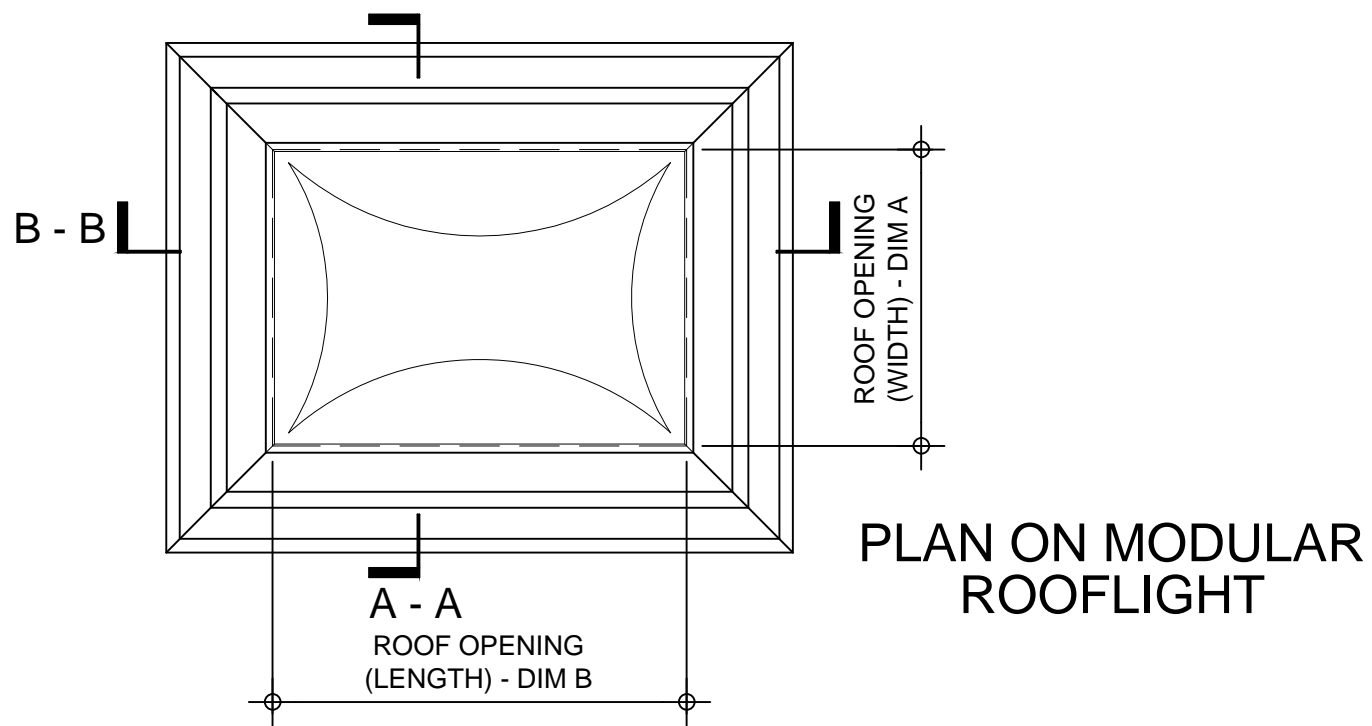 B - B
ROOF OPENING
(WIDTH) - DIM A
PLAN ON MODULAR
ROOFLIGHT
A - A
ROOF OPENING
(LENGTH) - DIM B